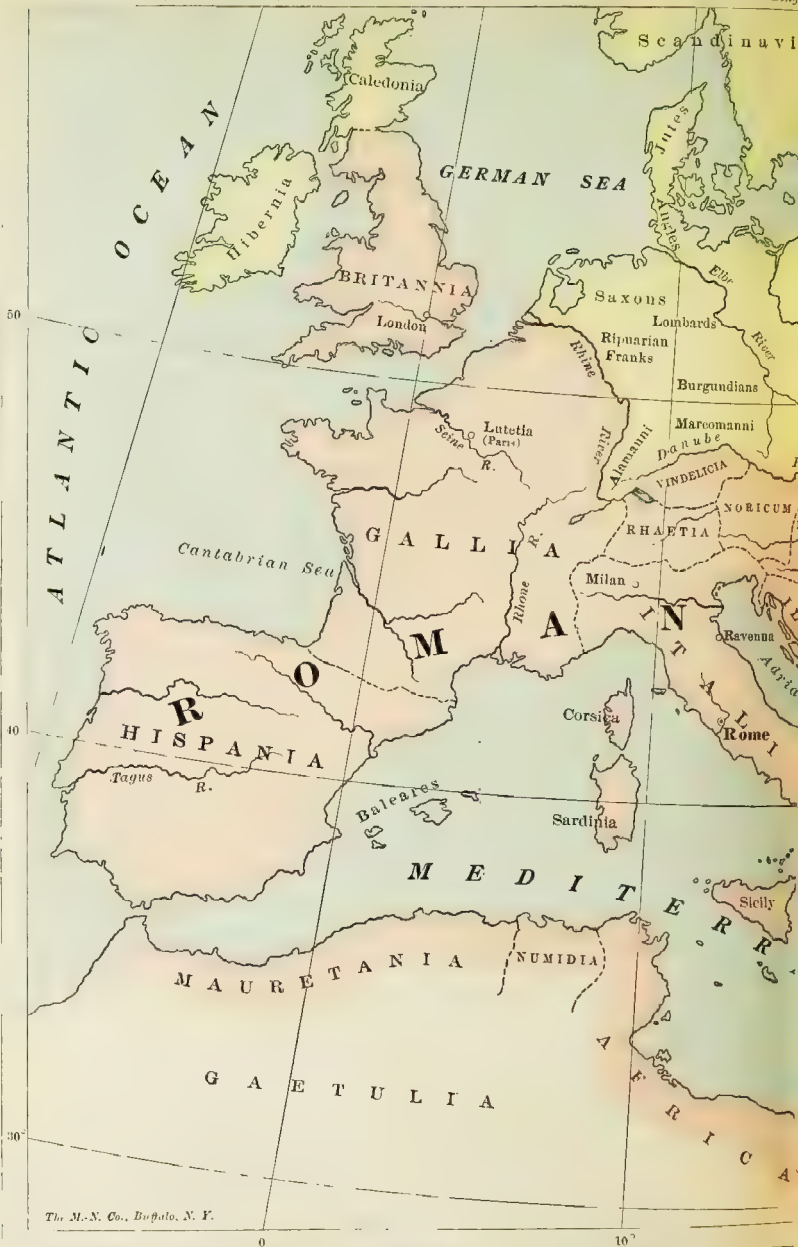 Scandinavi
Caledonia
ATLANTIC OCEAN
GERMAN SEA
Jutes
Angles
Hibernia
BRITANNIA
London
Saxons
Elbe River
Lombards
Ripuarian
Franks
Rhine River
Burgundians
50
Lutetia
(Paris)
Seine R.
Marcomanni
Danube
Alamanni
VINDELICIA
NORICUM
RHAETIA
GALLIA
Cantabrian Sea
Rhone R.
Milan
ROMAN
ITALI
Ravenna
Adria
IL
Corsica
Rome
40
HISPANIA
Tagus R.
Baleares
Sardinia
MEDITERR
Sicily
MAURETANIA
NUMIDIA
AFRICA
GAETULIA
30°
The M.-N. Co., Buffalo, N. Y.
0
10°